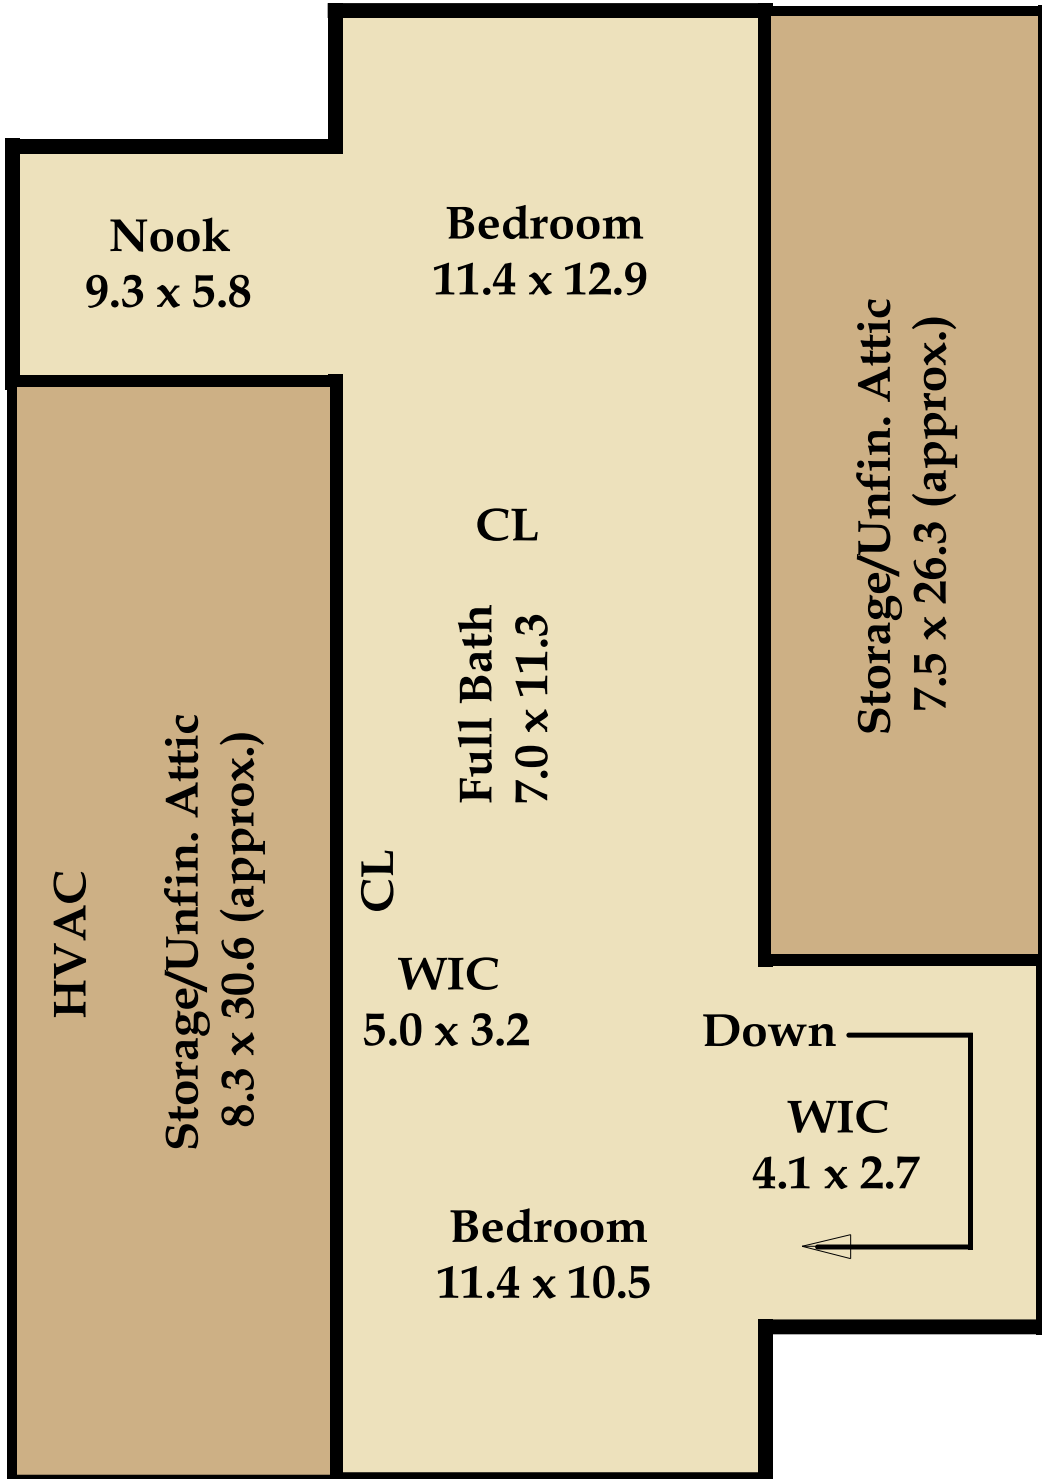 Nook
9.3 x 5.8
Bedroom
11.4 x 12.9
Storage/Unfin. Attic
7.5 x 26.3 (approx.)
CL
Full Bath
7.0 x 11.3
HVAC
Storage/Unfin. Attic
8.3 x 30.6 (approx.)
CL
WIC
5.0 x 3.2
Down
WIC
4.1 x 2.7
Bedroom
11.4 x 10.5